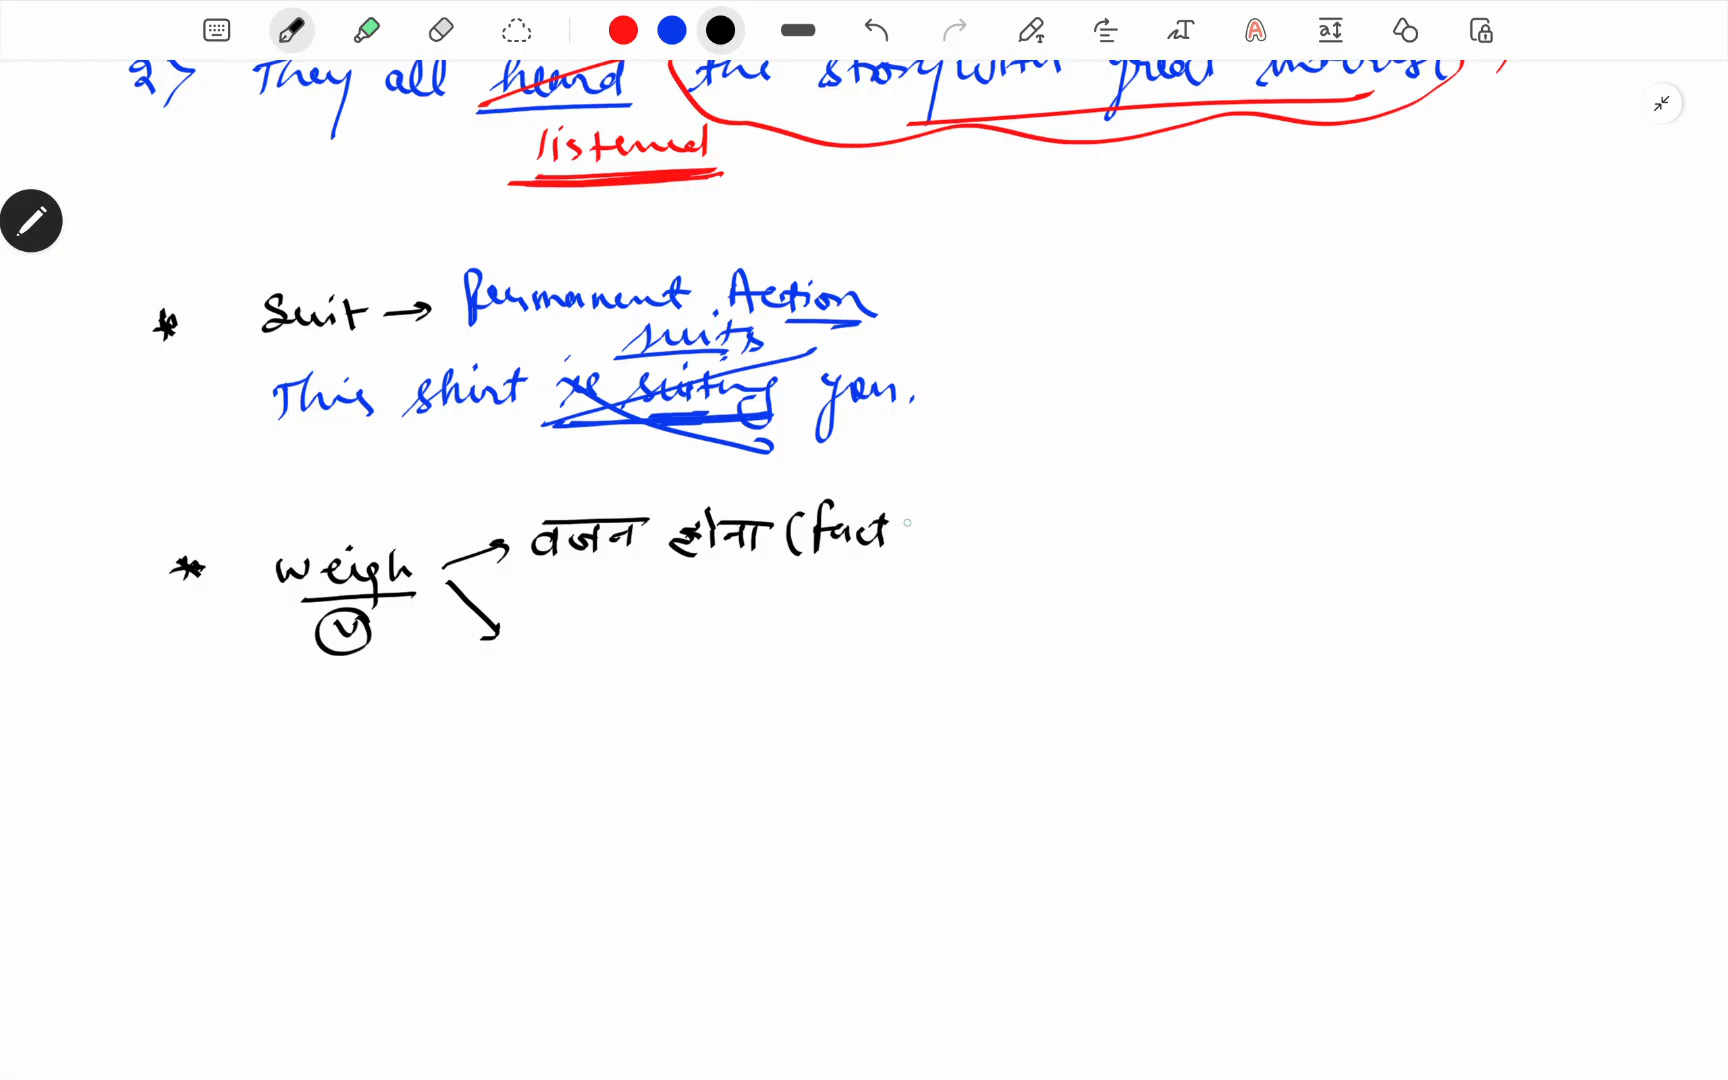 2> They all heard (the story with great interest)
listened
* Suit → Permanent Action
suits
This shirt is suiting you.
* weigh → वजन होना (fact
(V)